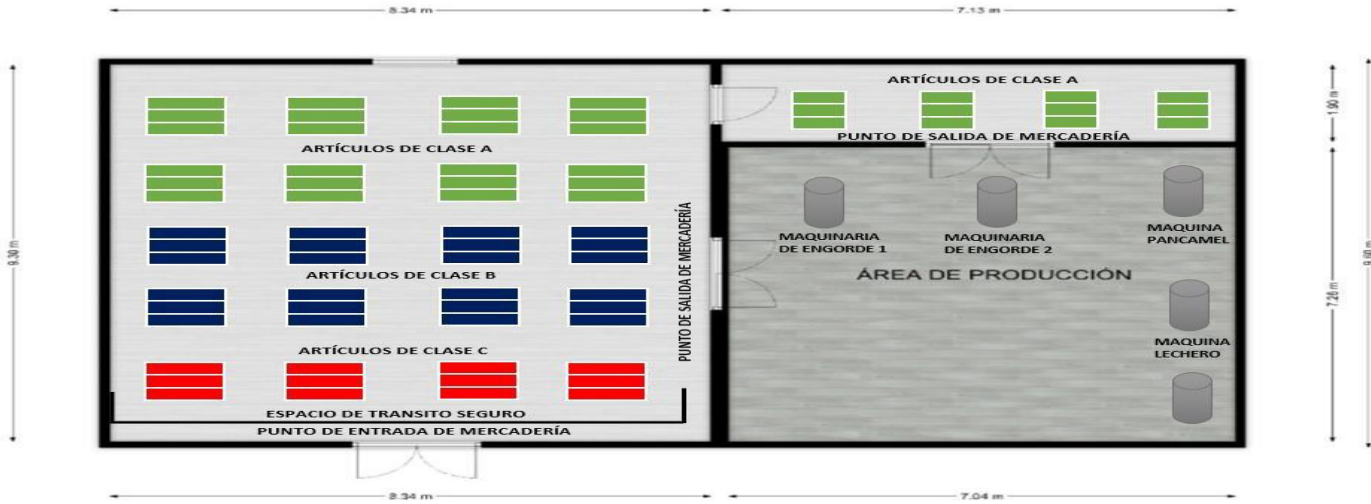 8.34 m
7.13 m
ARTÍCULOS DE CLASE A
PUNTO DE SALIDA DE MERCADERÍA
1.90 m
ARTÍCULOS DE CLASE A
9.30 m
PUNTO DE SALIDA DE MERCADERÍA
MAQUINARIA
DE ENGORDE 1
MAQUINARIA
DE ENGORDE 2
MAQUINA
PANCAMEL
ÁREA DE PRODUCCIÓN
9.60 m
7.26 m
ARTÍCULOS DE CLASE B
ARTÍCULOS DE CLASE C
MAQUINA
LECHERO
ESPACIO DE TRANSITO SEGURO
PUNTO DE ENTRADA DE MERCADERÍA
8.34 m
7.04 m